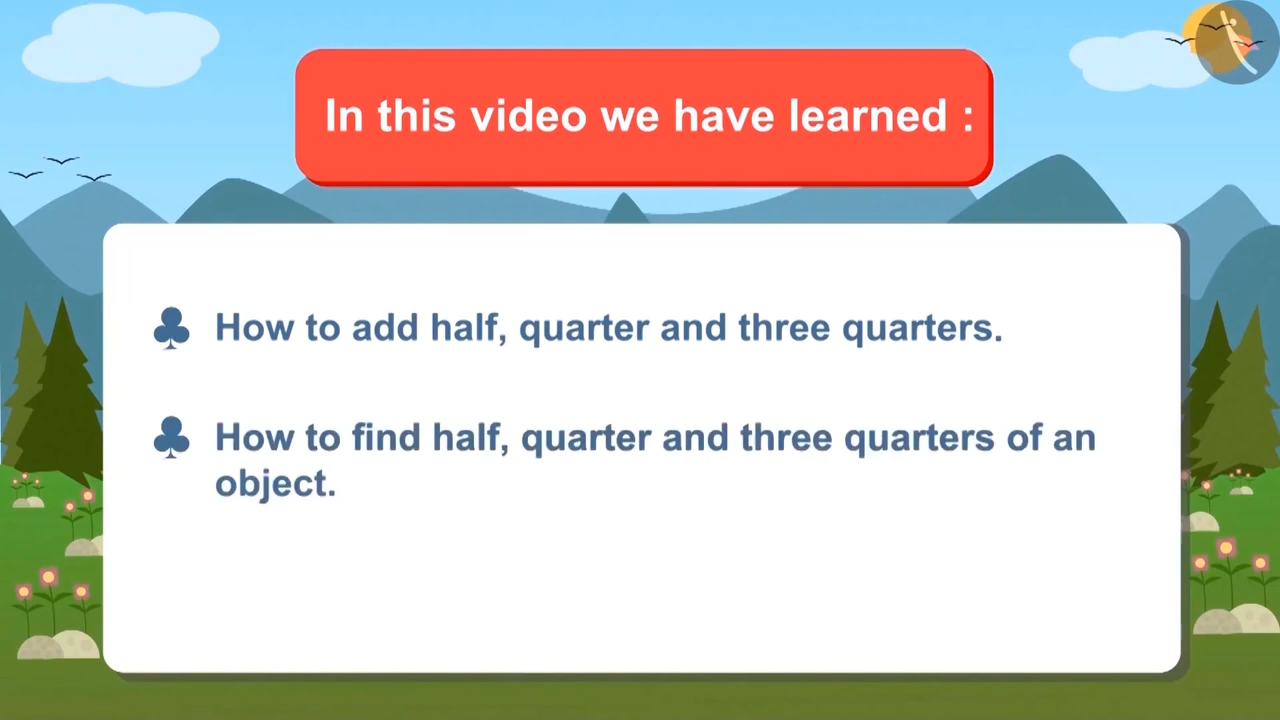 In this video we have learned :
♣ How to add half, quarter and three quarters.
♣ How to find half, quarter and three quarters of an
object.